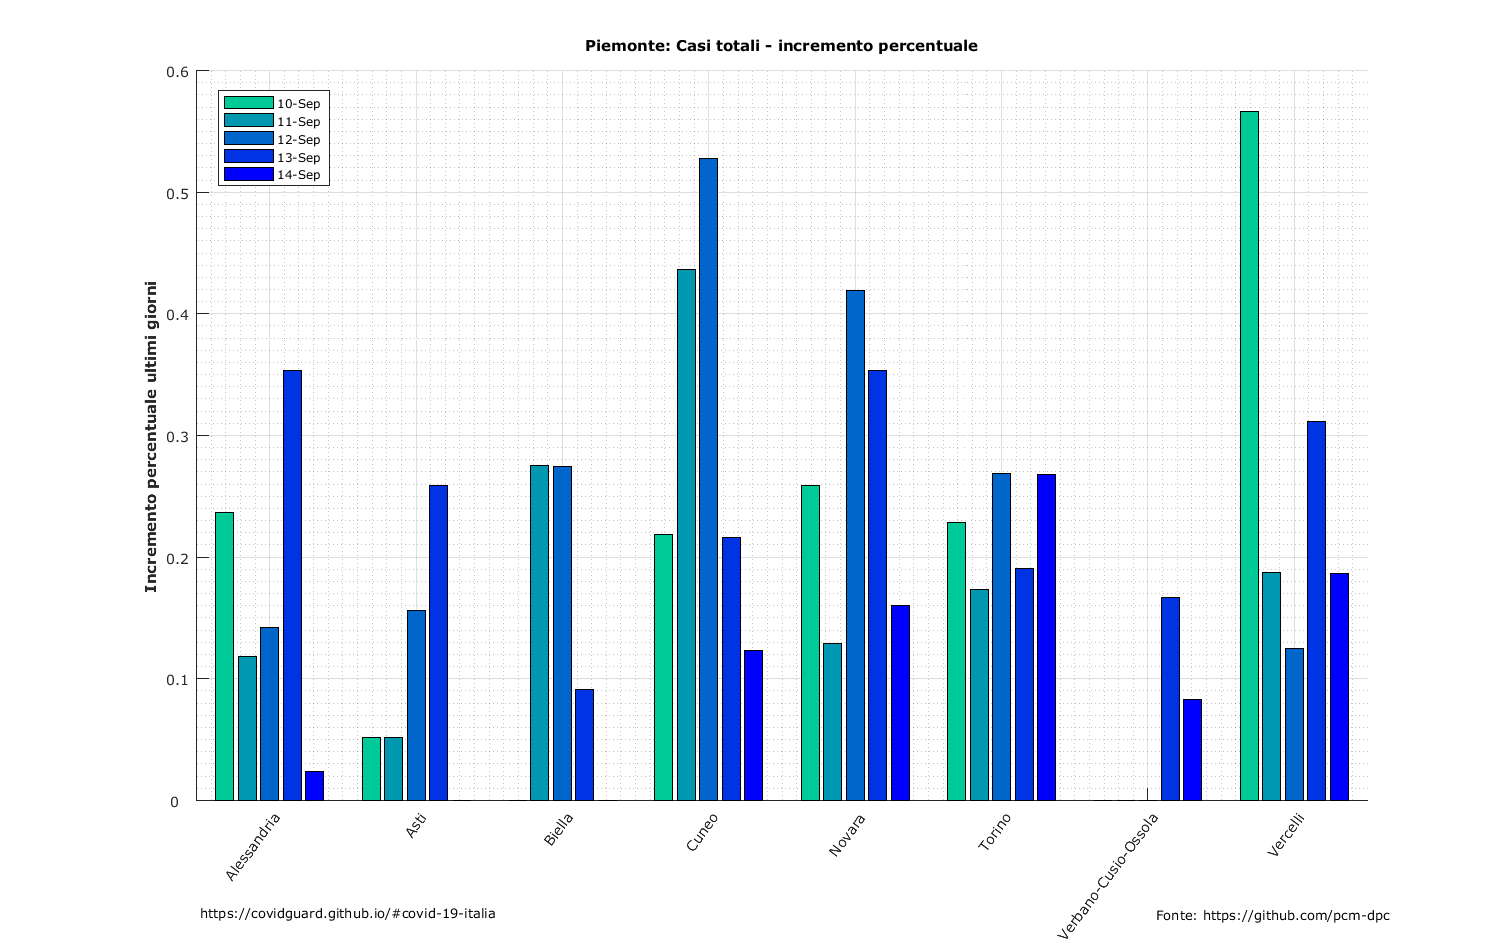 Piemonte: Casi totali - incremento percentuale
10-Sep
11-Sep
12-Sep
13-Sep
14-Sep
Incremento percentuale ultimi giorni
0.6
0.5
0.4
0.3
0.2
0.1
0
Alessandria
Asti
Biella
Cuneo
Novara
Torino
Verbano-Cusio-Ossola
Vercelli
https://covidguard.github.io/#covid-19-italia
Fonte: https://github.com/pcm-dpc